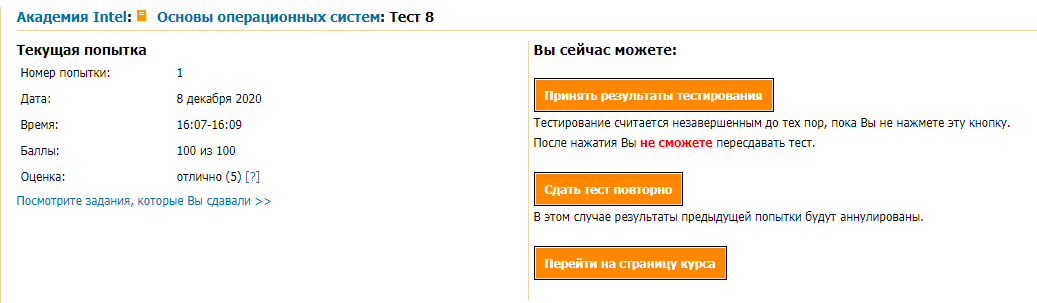 Академия Intel: Основы операционных систем: Тест 8
Текущая попытка
Номер попытки: 1
Дата: 8 декабря 2020
Время: 16:07-16:09
Баллы: 100 из 100
Оценка: отлично (5) [?]
Посмотрите задания, которые Вы сдавали >>
Вы сейчас можете:
Принять результаты тестирования
Тестирование считается незавершенным до тех пор, пока Вы не нажмете эту кнопку.
После нажатия Вы не сможете пересдавать тест.
Сдать тест повторно
В этом случае результаты предыдущей попытки будут аннулированы.
Перейти на страницу курса